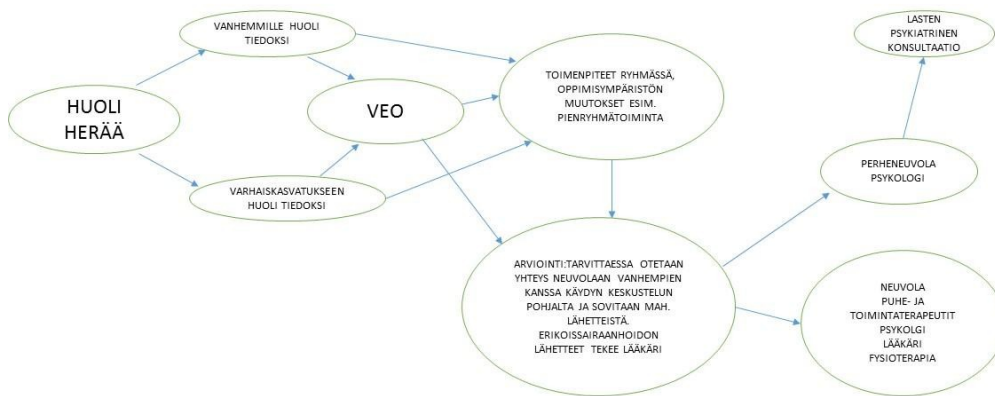 HUOLI
HERÄÄ
VANHEMMILLE HUOLI
TIEDOKSI
VARHAISKASVATUKSEEN
HUOLI TIEDOKSI
VEO
TOIMENPITEET RYHMÄSSÄ,
OPPIMISYMPÄRISTÖN
MUUTOKSET ESIM.
PIENRYHMÄTOIMINTA
ARVIOINTI:TARVITTAESSA OTETAAN
YHTEYS NEUVOLAAN VANHEMPIEN
KANSSA KÄYDYN KESKUSTELUN
POHJALTA JA SOVITAAN MAH.
LÄHETTEISTÄ.
ERIKOISSAIRAANHOIDON
LÄHETTEET TEKEE LÄÄKÄRI
LASTEN
PSYKIATRINEN
KONSULTAATIO
PERHENEUVOLA
PSYKOLOGI
NEUVOLA
PUHE- JA
TOIMINTATERAPEUTIT
PSYKOLGI
LÄÄKÄRI
FYSIOTERAPIA